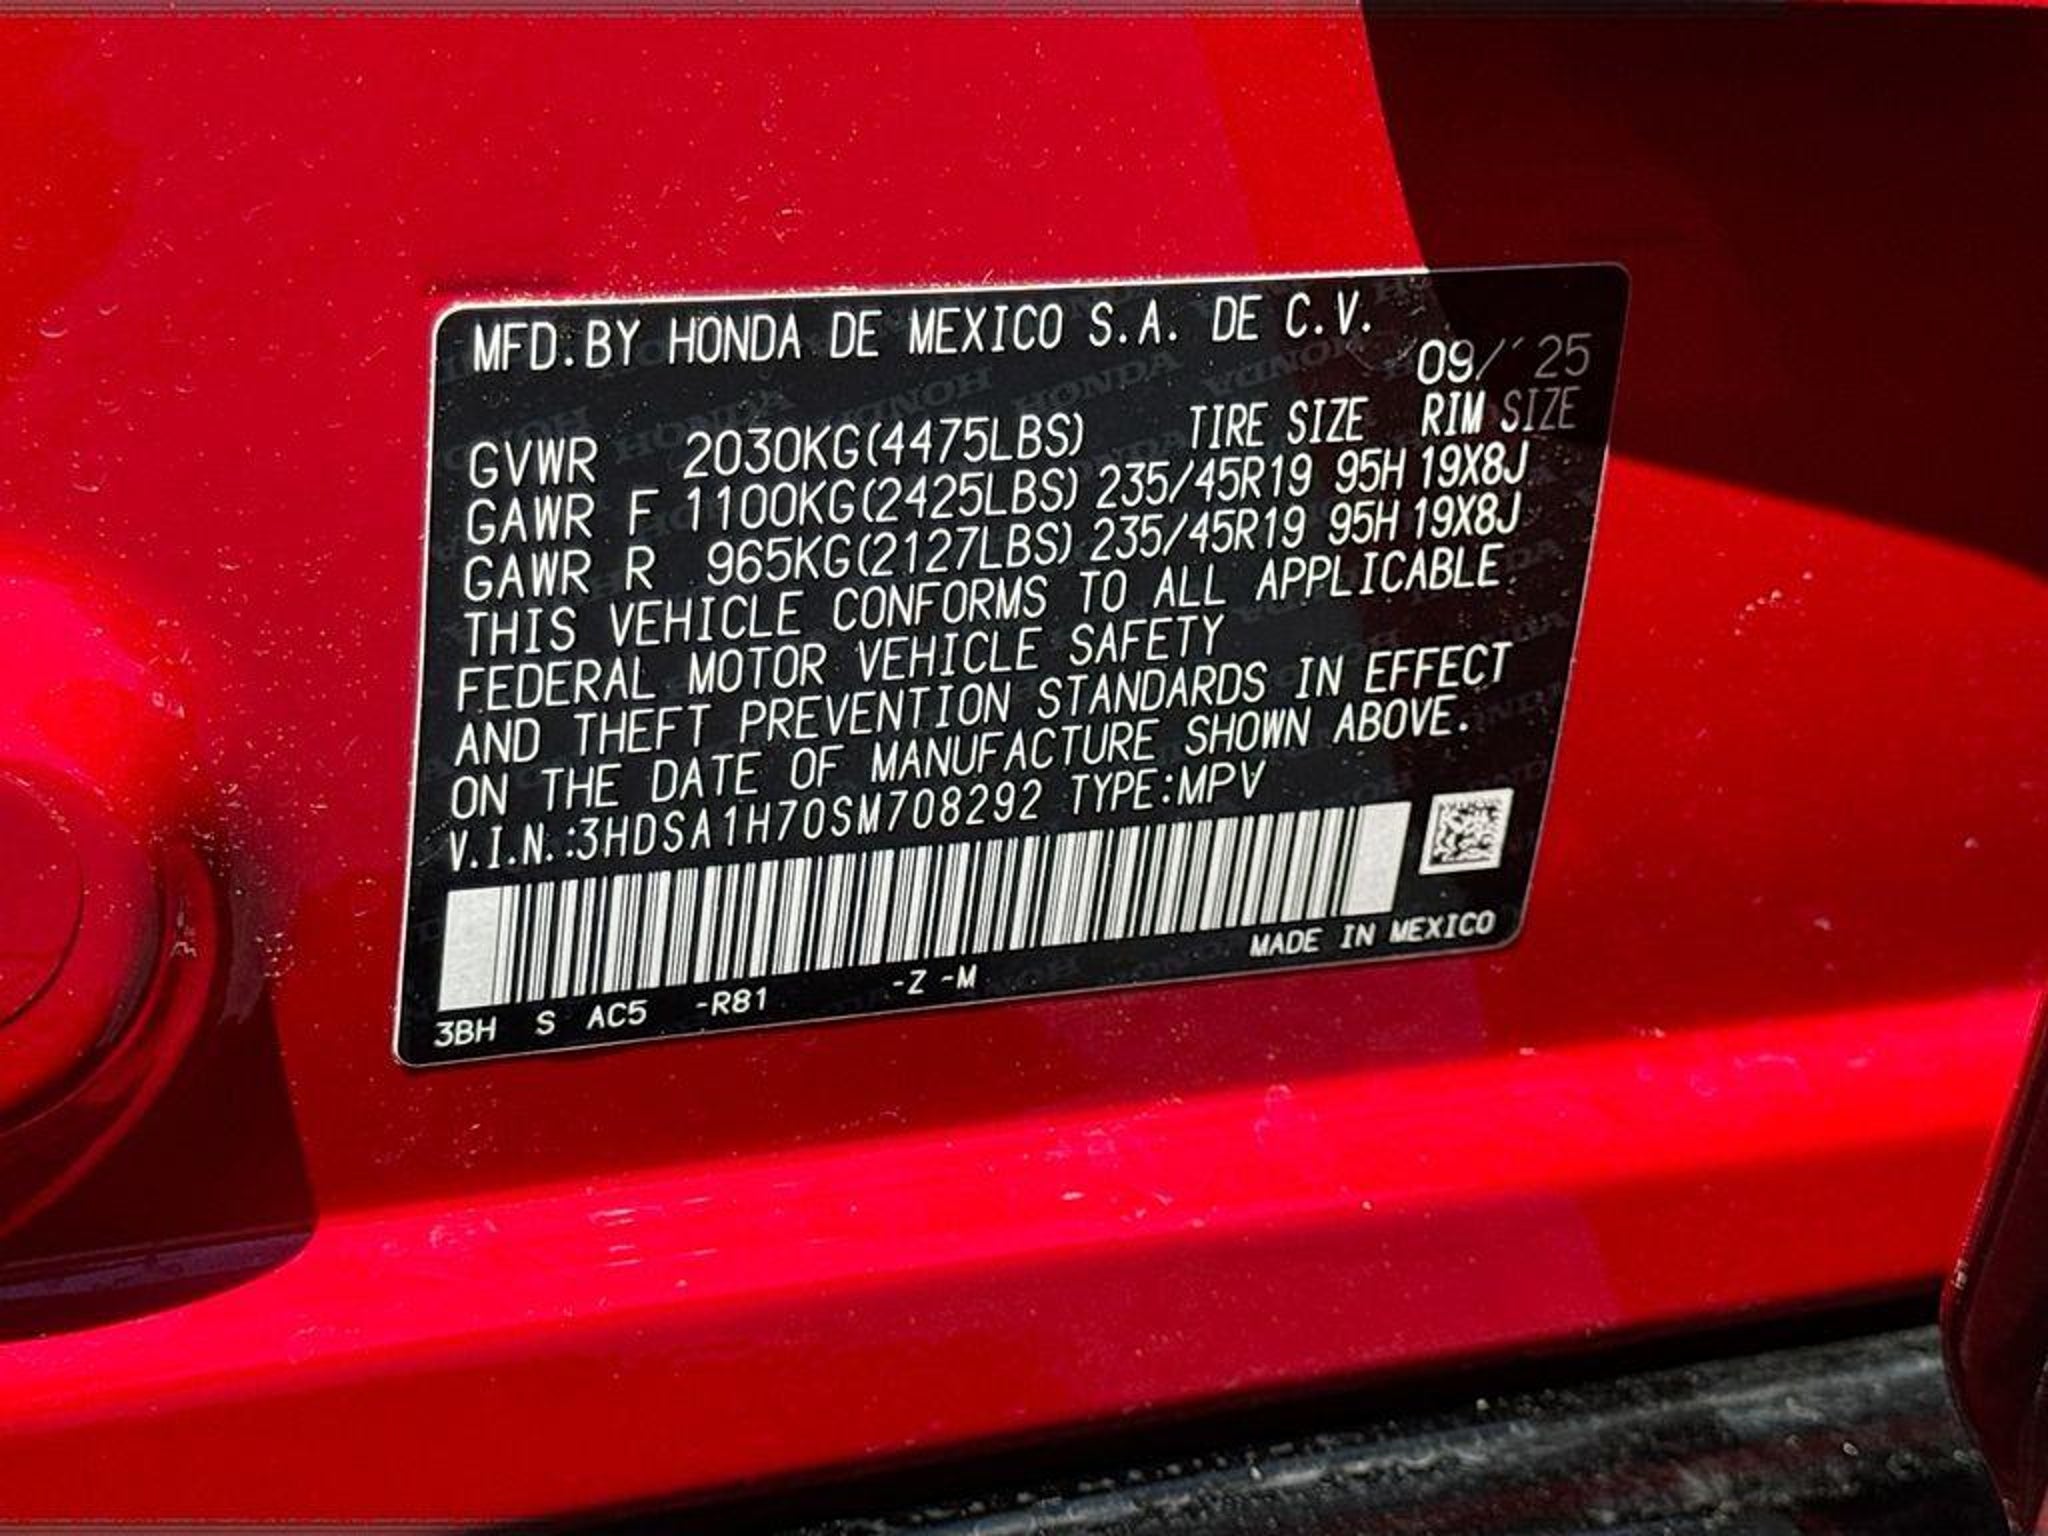 MFD.BY HONDA DE MEXICO S.A. DE C.V.
09/´25
GVWR 2030KG(4475LBS) TIRE SIZE RIM SIZE
GAWR F 1100KG(2425LBS) 235/45R19 95H 19X8J
GAWR R 965KG(2127LBS) 235/45R19 95H 19X8J
THIS VEHICLE CONFORMS TO ALL APPLICABLE
FEDERAL MOTOR VEHICLE SAFETY
AND THEFT PREVENTION STANDARDS IN EFFECT
ON THE DATE OF MANUFACTURE SHOWN ABOVE.
V.I.N.:3HDSA1H70SM708292 TYPE:MPV
MADE IN MEXICO
3BH S AC5 -R81 -Z -M